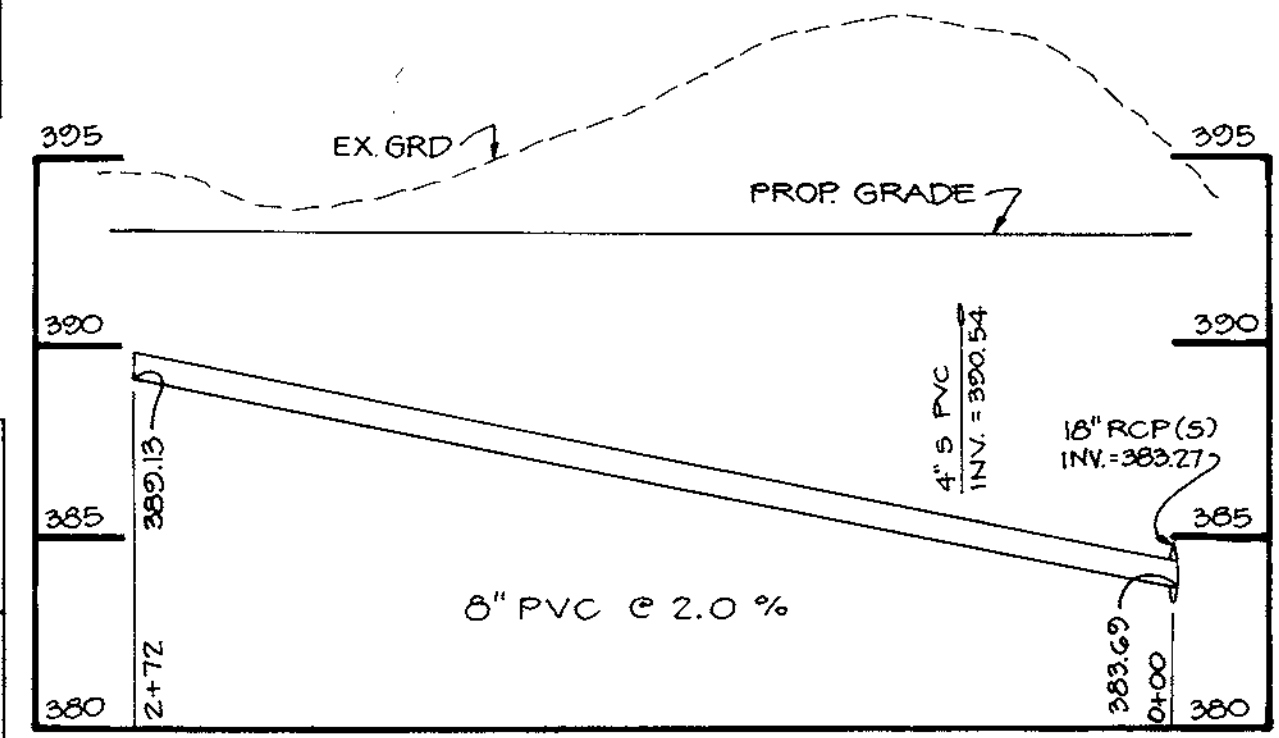 395
EX. GRD
395
PROP. GRADE
390
4" S PVC
INV. = 390.54
390
18" RCP (S)
INV. = 383.27
389.13
385
385
8" PVC @ 2.0 %
2+72
383.69
0+00
380
380